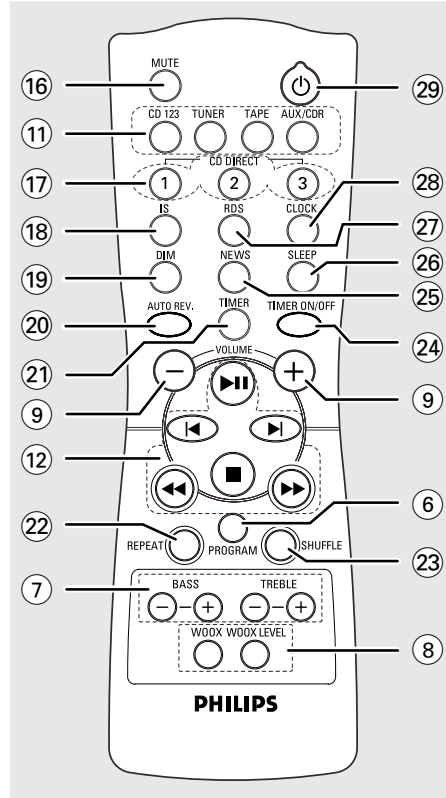 MUTE
16
29
CD 123 TUNER TAPE AUX/CDR
11
CD DIRECT
17
1 2 3
28
IS RDS CLOCK
18
27
DIM NEWS SLEEP
19
26
25
AUTO REV. TIMER TIMER ON/OFF
20
24
21
VOLUME
9
9
12
6
22
REPEAT PROGRAM SHUFFLE
23
7
BASS TREBLE
− + − +
WOOX WOOX LEVEL
8
PHILIPS